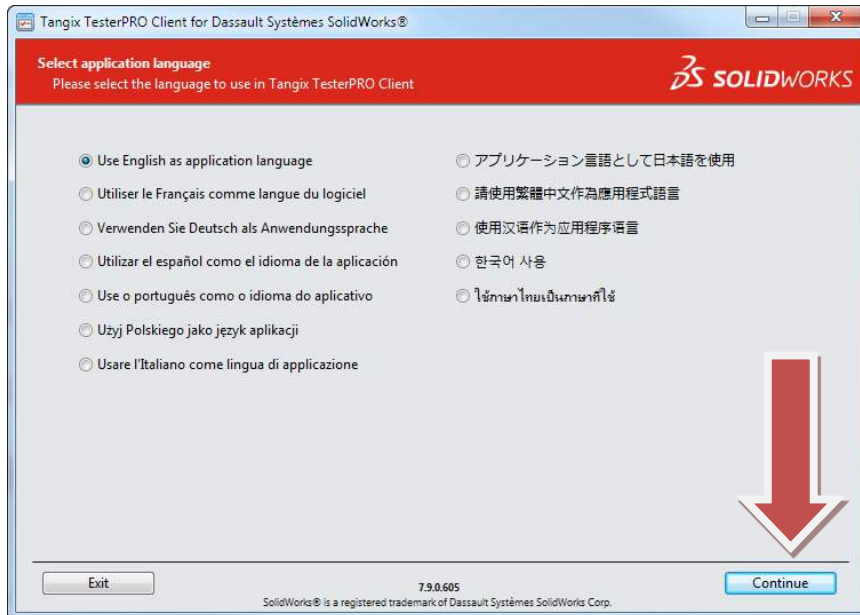 Tangix TesterPRO Client for Dassault Systèmes SolidWorks®
Select application language
Please select the language to use in Tangix TesterPRO Client
SOLIDWORKS
Use English as application language
Utiliser le Français comme langue du logiciel
Verwenden Sie Deutsch als Anwendungssprache
Utilizar el español como el idioma de la aplicación
Use o português como o idioma do aplicativo
Użyj Polskiego jako język aplikacji
Usare l'Italiano come lingua di applicazione
アプリケーション言語として日本語を使用
請使用繁體中文作為應用程式語言
使用汉语作为应用程序语言
한국어 사용
ใช้ภาษาไทยเป็นภาษาที่ใช้
Exit
7.9.0.605
SolidWorks® is a registered trademark of Dassault Systèmes SolidWorks Corp.
Continue